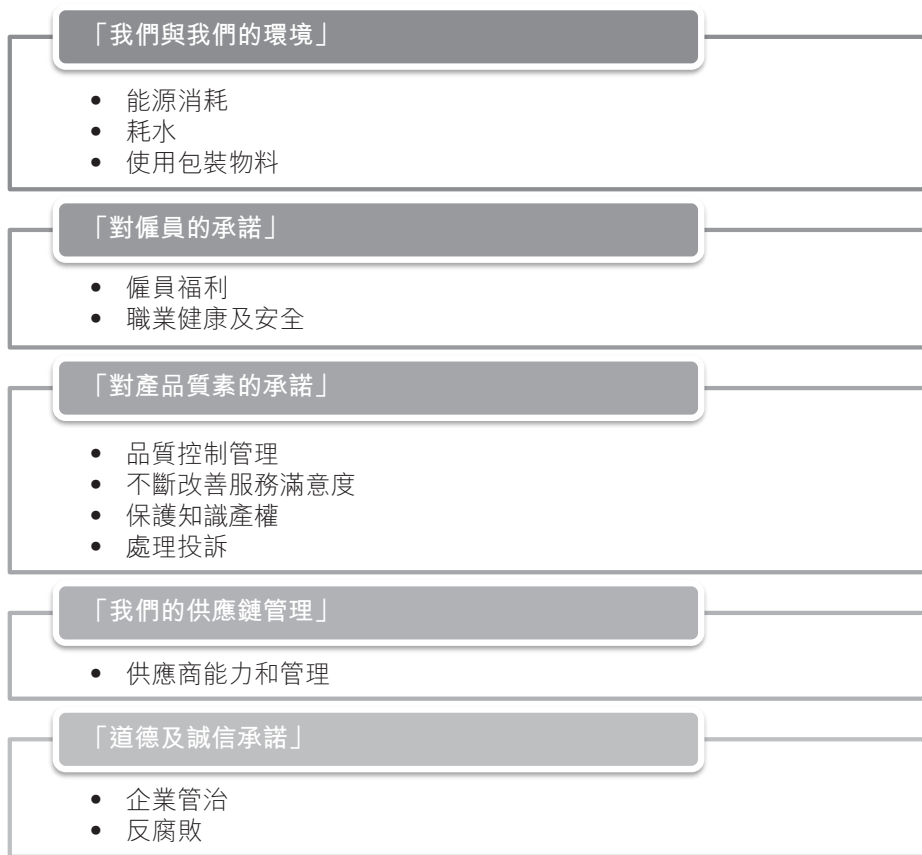 「我們與我們的環境」
• 能源消耗
• 耗水
• 使用包裝物料
「對僱員的承諾」
• 僱員福利
• 職業健康及安全
「對產品質素的承諾」
• 品質控制管理
• 不斷改善服務滿意度
• 保護知識產權
• 處理投訴
「我們的供應鏈管理」
• 供應商能力和管理
「道德及誠信承諾」
• 企業管治
• 反腐敗